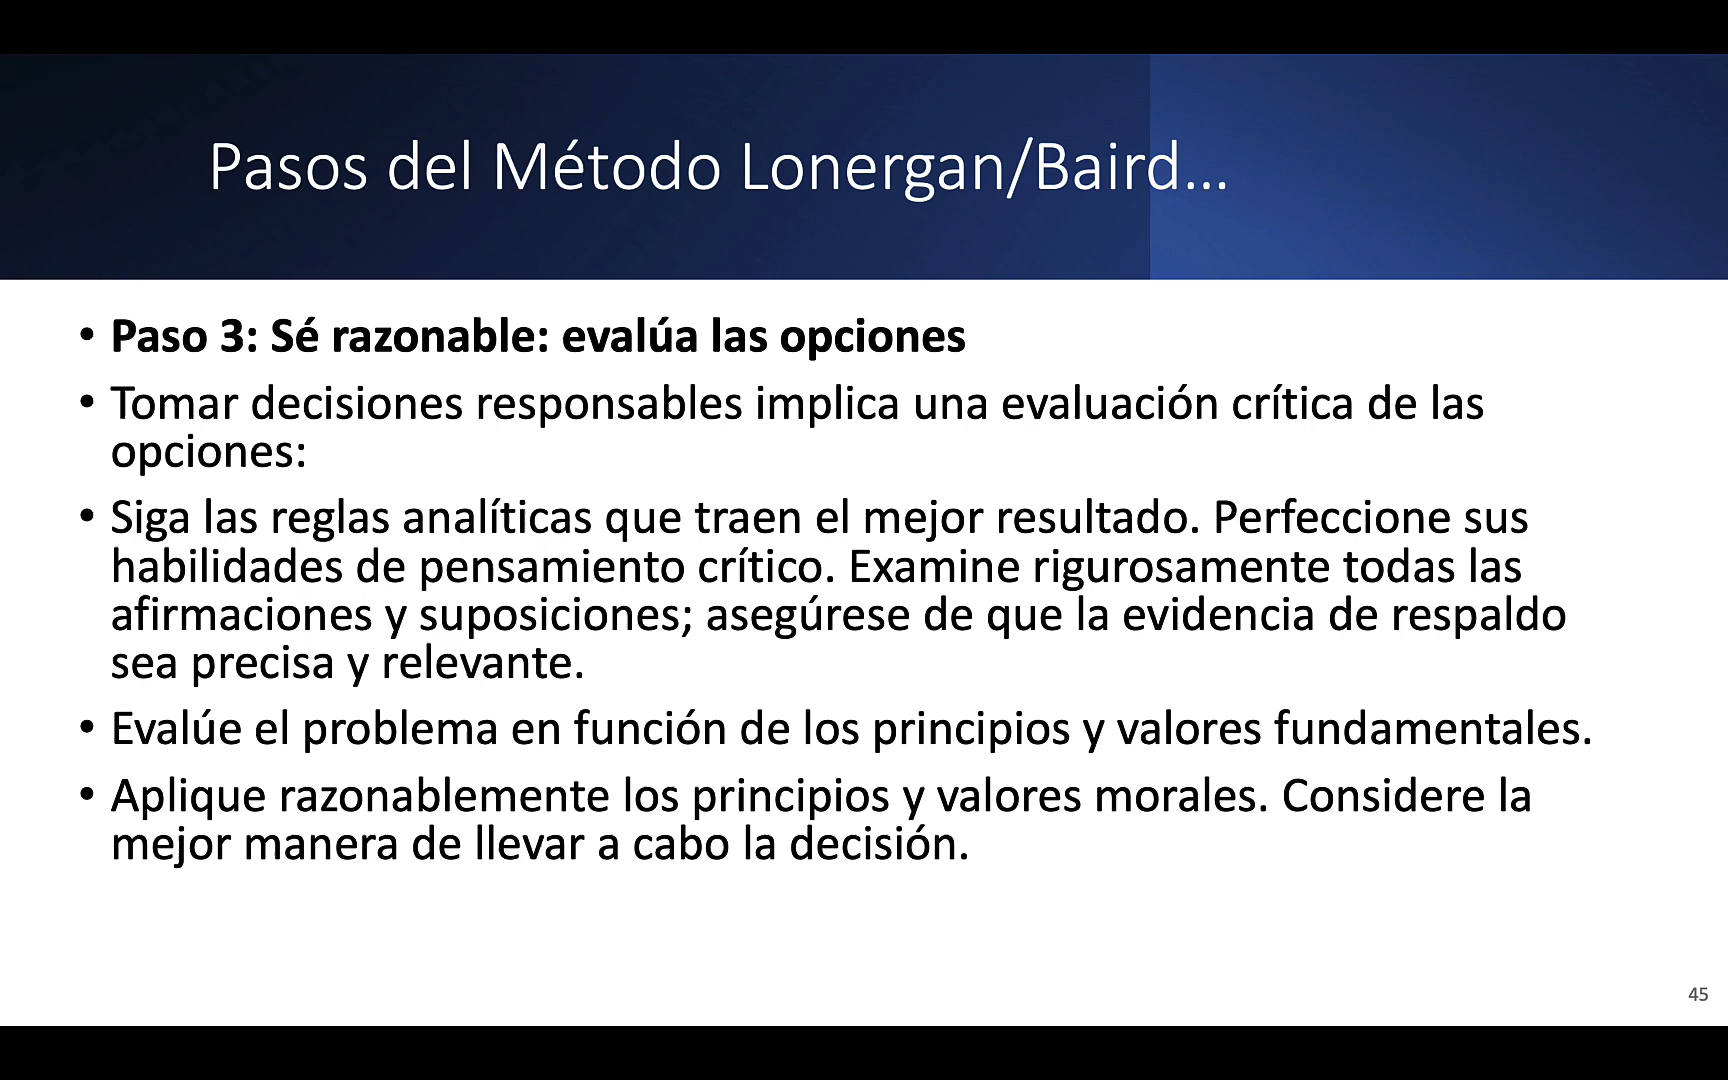 Pasos del Método Lonergan/Baird...
• Paso 3: Sé razonable: evalúa las opciones
• Tomar decisiones responsables implica una evaluación crítica de las
opciones:
• Siga las reglas analíticas que traen el mejor resultado. Perfeccione sus
habilidades de pensamiento crítico. Examine rigurosamente todas las
afirmaciones y suposiciones; asegúrese de que la evidencia de respaldo
sea precisa y relevante.
• Evalúe el problema en función de los principios y valores fundamentales.
• Aplique razonablemente los principios y valores morales. Considere la
mejor manera de llevar a cabo la decisión.
45